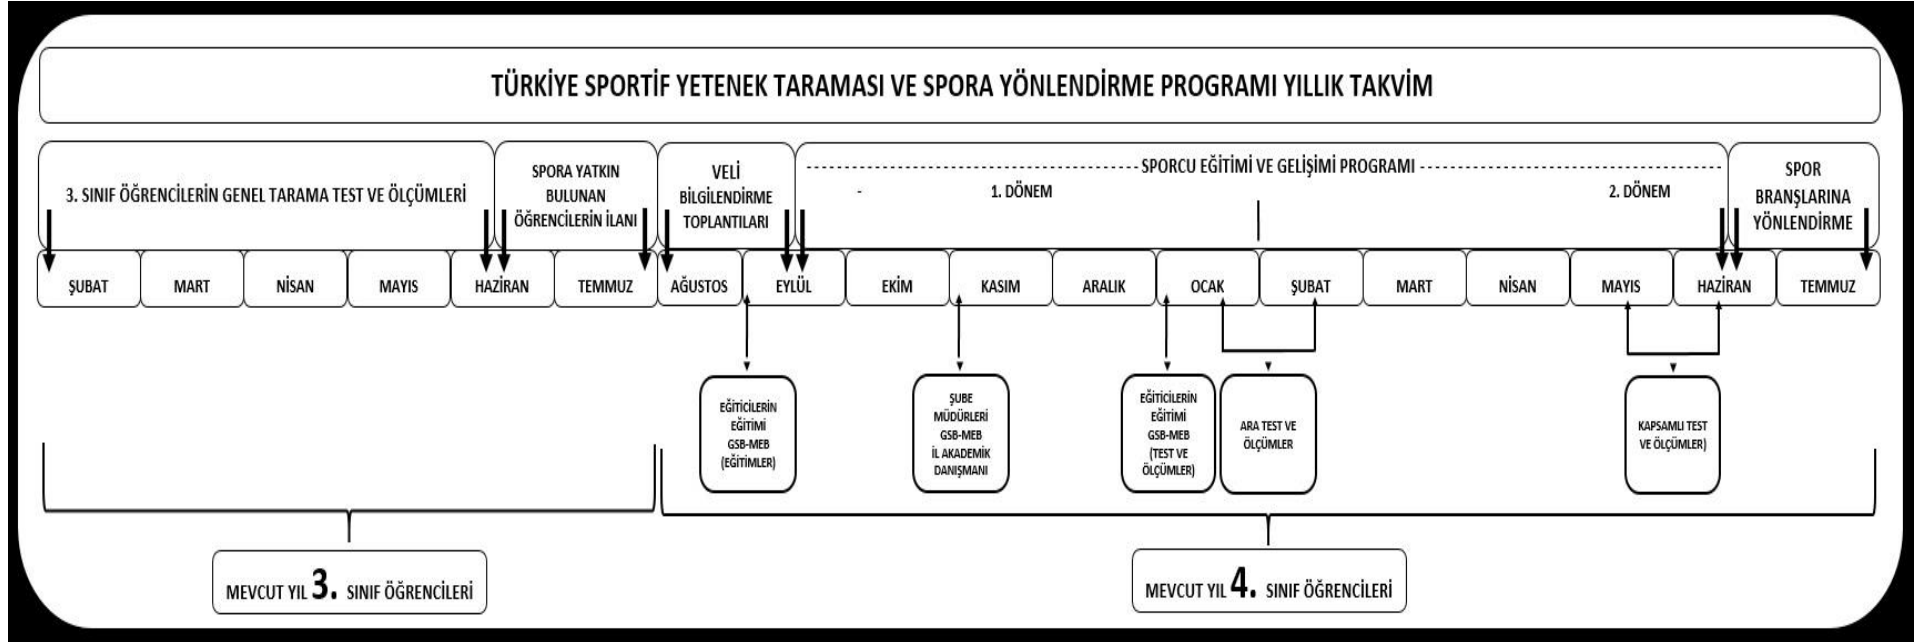 TÜRKİYE SPORTİF YETENEK TARAMASI VE SPORA YÖNLENDİRME PROGRAMI YILLIK TAKVİM
3. SINIF ÖĞRENCİLERİN GENEL TARAMA TEST VE ÖLÇÜMLERİ
SPORA YATKIN
BULUNAN
ÖĞRENCİLERİN İLANI
VELİ
BİLGİLENDİRME
TOPLANTILARI
SPORCU EĞİTİMİ VE GELİŞİMİ PROGRAMI
- 1. DÖNEM
2. DÖNEM
SPOR
BRANŞLARINA
YÖNLENDİRME
ŞUBAT
MART
NİSAN
MAYIS
HAZİRAN
TEMMUZ
AĞUSTOS
EYLÜL
EKİM
KASIM
ARALIK
OCAK
ŞUBAT
MART
NİSAN
MAYIS
HAZİRAN
TEMMUZ
EĞİTİCİLERİN
EĞİTİMİ
GSB-MEB
(EĞİTİMLER)
ŞUBE
MÜDÜRLERİ
GSB-MEB
İL AKADEMİK
DANIŞMANI
EĞİTİCİLERİN
EĞİTİMİ
GSB-MEB
(TEST VE
ÖLÇÜMLER)
ARA TEST VE
ÖLÇÜMLER
KAPSAMLI TEST
VE ÖLÇÜMLER)
MEVCUT YIL 3. SINIF ÖĞRENCİLERİ
MEVCUT YIL 4. SINIF ÖĞRENCİLERİ